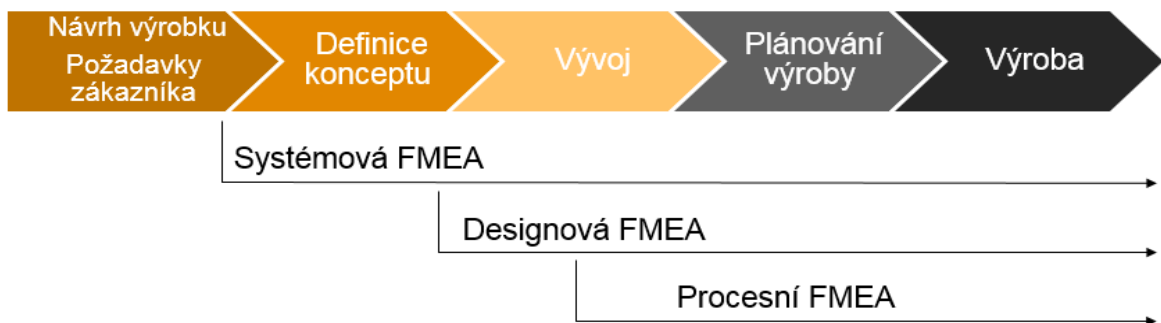 Návrh výrobku
Požadavky
zákazníka
Definice
konceptu
Vývoj
Plánování
výroby
Výroba
Systémová FMEA
Designová FMEA
Procesní FMEA